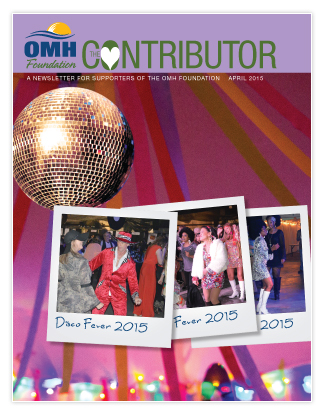 OMH
Foundation
THE
CONTRIBUTOR
A NEWSLETTER FOR SUPPORTERS OF THE OMH FOUNDATION APRIL 2015
Disco Fever 2015
Fever 2015
2015